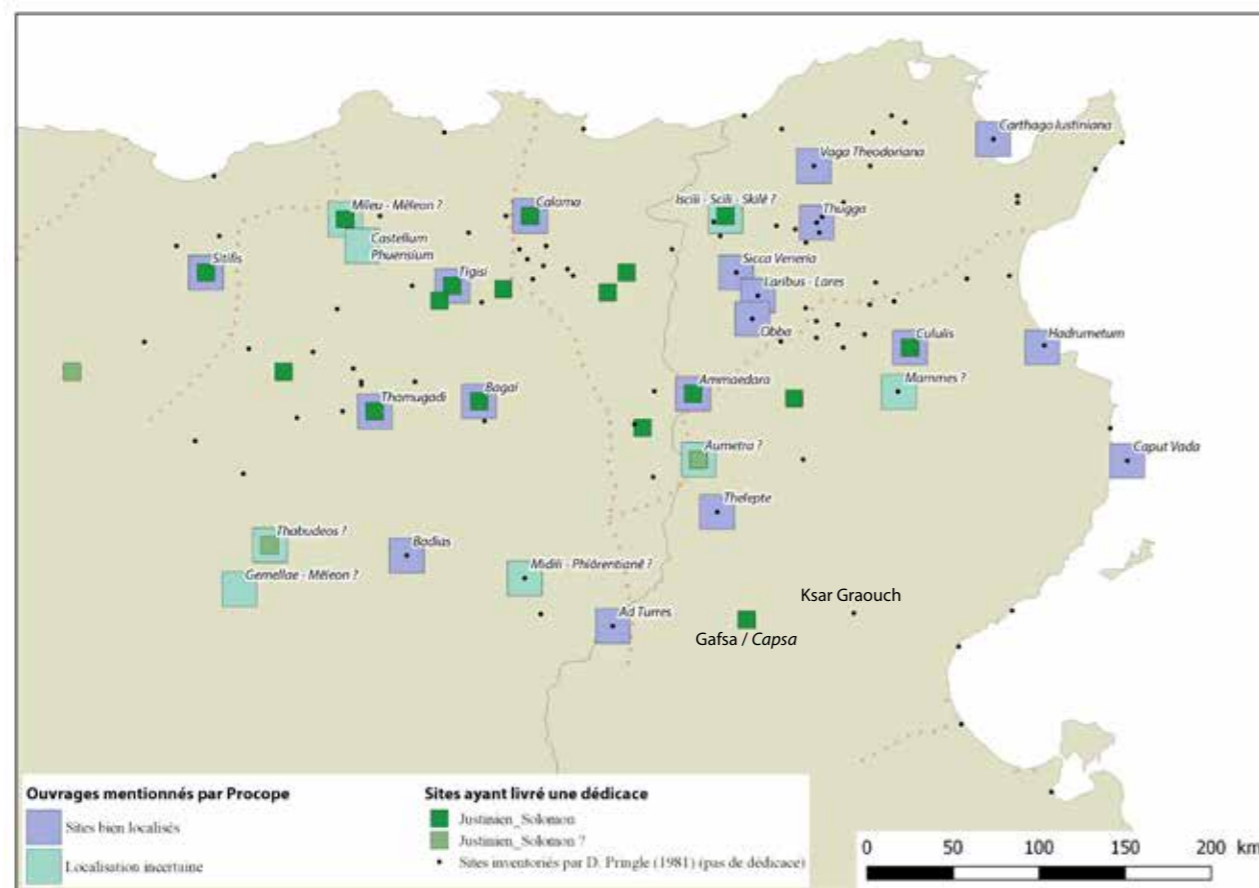 Carthago Iustiniana
Vaga Theodoriana
Mileu - Mêleon ?
Calama
Iscili - Scili - Skilê ?
Thugga
Castellum
Phuensium
Sitifis
Tigisi
Sicca Veneria
Laribus - Lares
Obba
Cululis
Hadrumetum
Thamugadi
Bagai
Ammaedara
Mammes ?
Aumetra ?
Caput Vada
Thelepte
Thabudeos ?
Badias
Gemellae - Mêleon ?
Midili - Phlôrentianê ?
Ad Turres
Ksar Graouch
Gafsa / Capsa
Ouvrages mentionnés par Procope
Sites bien localisés
Localisation incertaine
Sites ayant livré une dédicace
Justinien_Solomon
Justinien_Solomon ?
Sites inventoriés par D. Pringle (1981) (pas de dédicace)
0 50 100 150 200 km